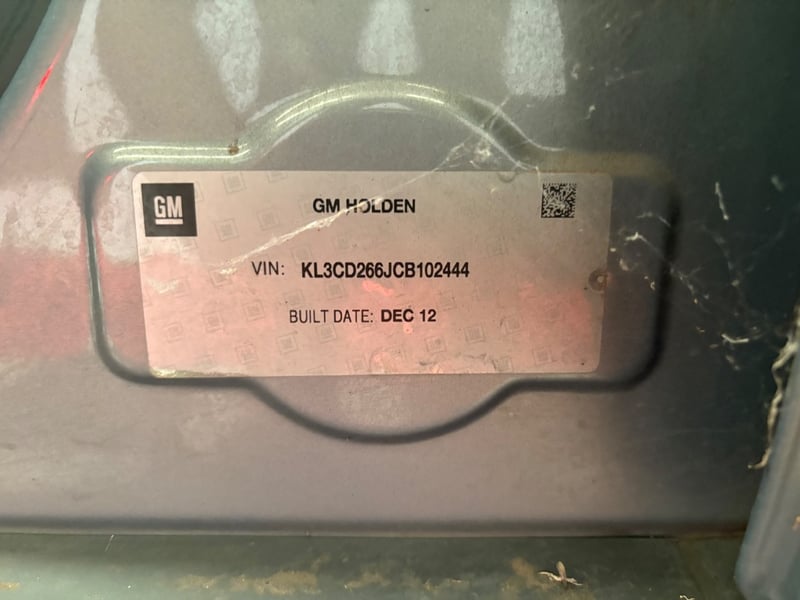 GM
GM HOLDEN
VIN: KL3CD266JCB102444
BUILT DATE: DEC 12